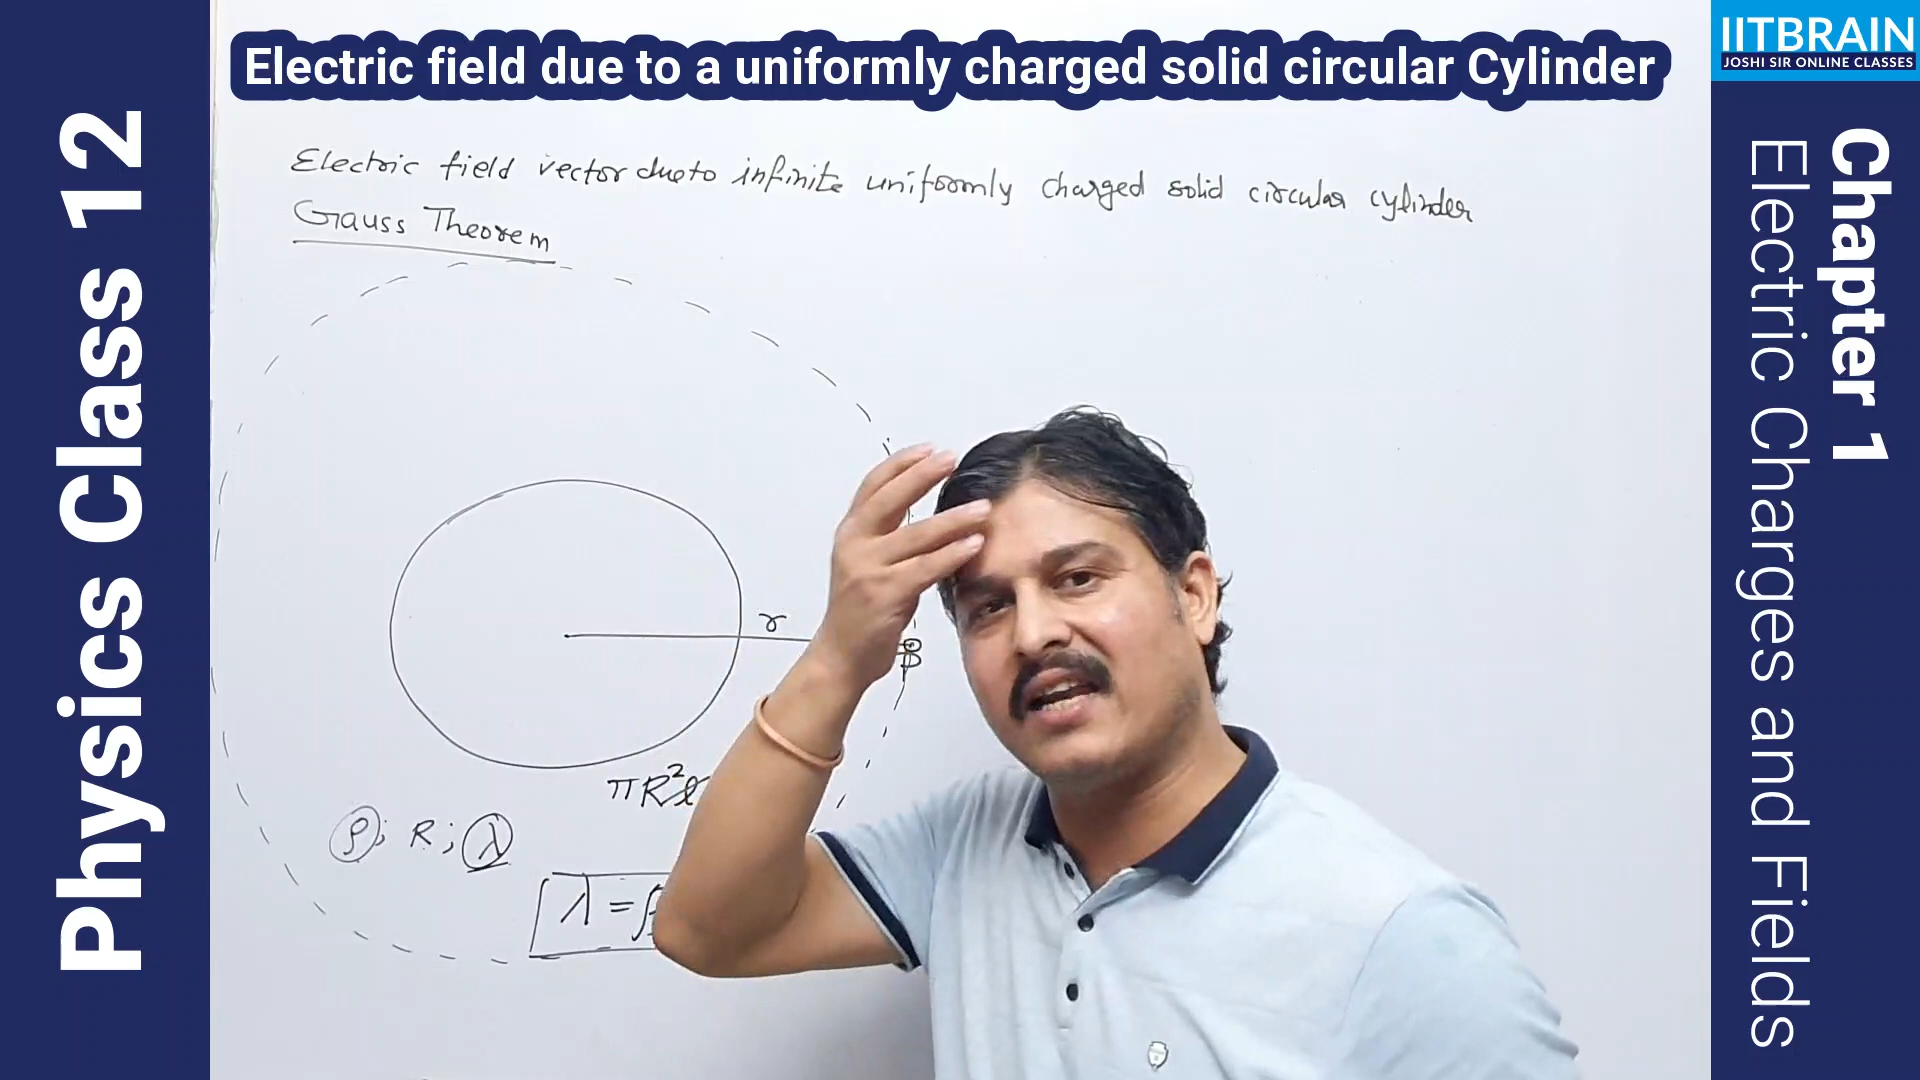 Electric field due to a uniformly charged solid circular Cylinder
IITBRAIN
JOSHI SIR ONLINE CLASSES
Physics Class 12
Chapter 1
Electric Charges and Fields
Electric field vector due to infinite uniformly charged solid circular cylinder
Gauss Theorem
r
P
πR²l
ρ; R; λ
λ = ρ